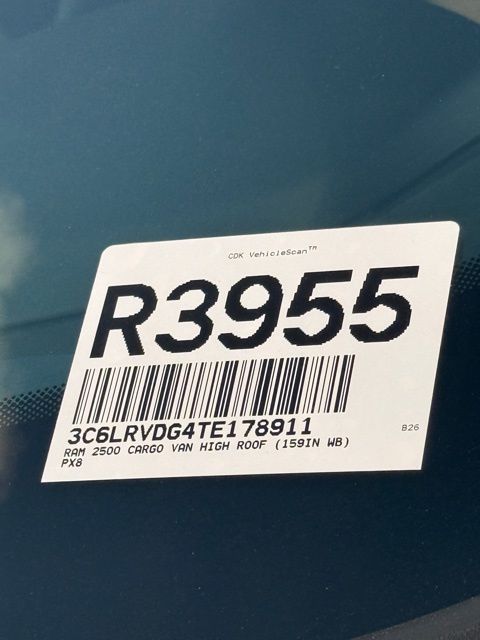 CDK VehicleScan™
R3955
3C6LRVDG4TE178911
RAM 2500 CARGO VAN HIGH ROOF (159IN WB)
PX8
B26